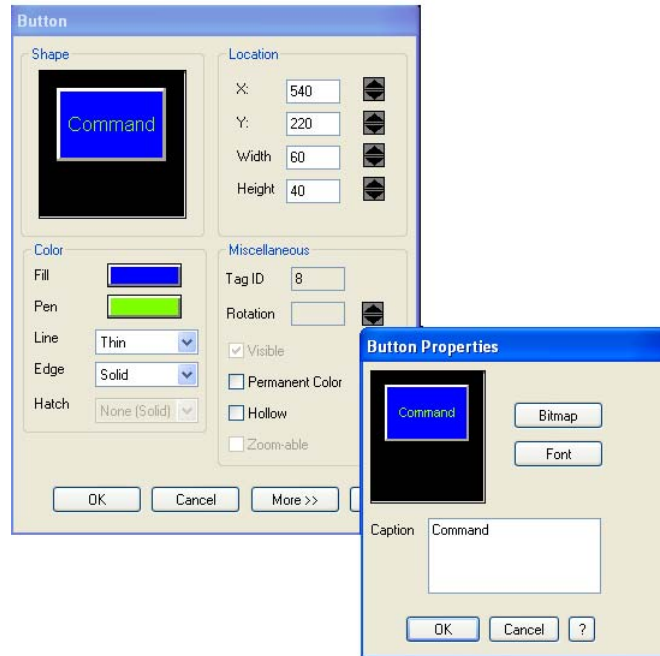 Button
Shape
Command
Location
X: 540
Y: 220
Width 60
Height 40
Color
Fill
Pen
Line Thin
Edge Solid
Hatch None (Solid)
Miscellaneous
Tag ID 8
Rotation
Visible
Permanent Color
Hollow
Zoom-able
OK Cancel More >>
Button Properties
Command
Bitmap
Font
Caption Command
OK Cancel ?